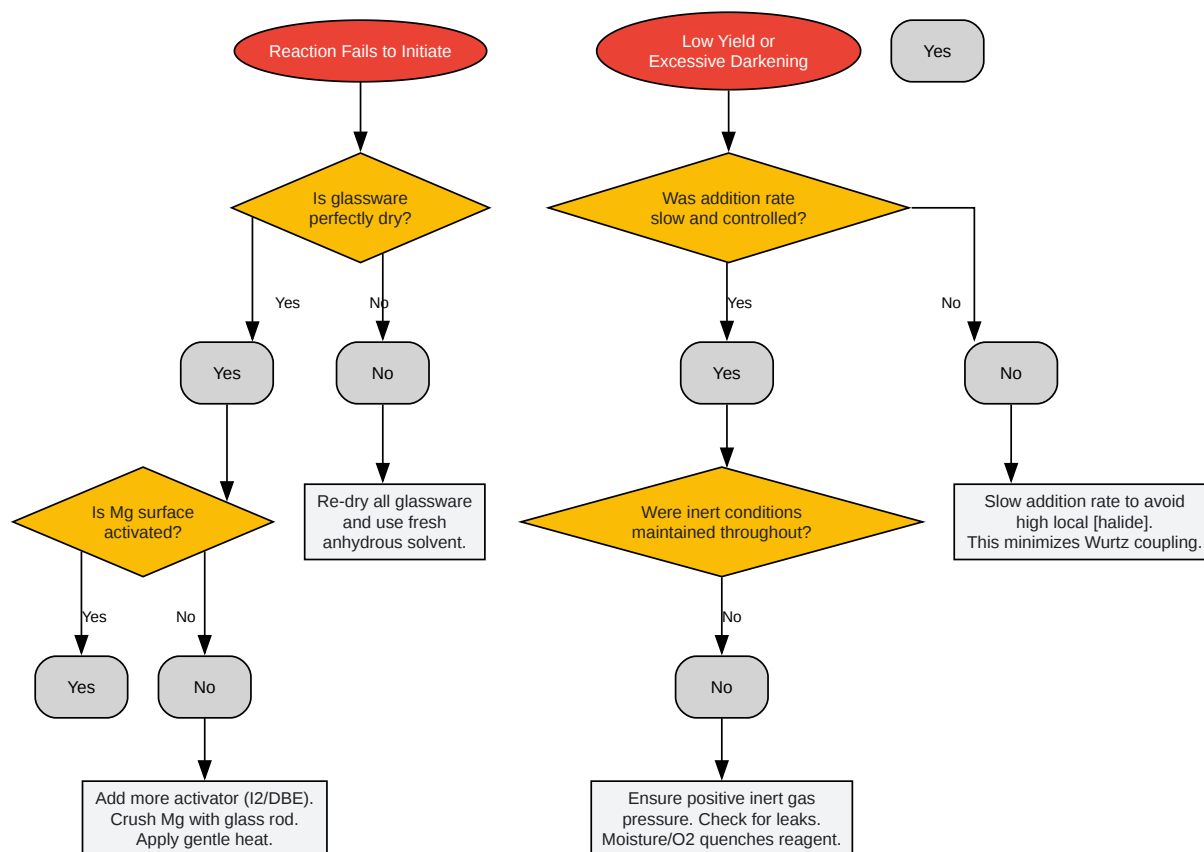 Reaction Fails to Initiate
Low Yield or
Excessive Darkening
Yes
Is glassware
perfectly dry?
Was addition rate
slow and controlled?
Yes
No
Yes
No
Yes
No
Yes
No
Is Mg surface
activated?
Re-dry all glassware
and use fresh
anhydrous solvent.
Were inert conditions
maintained throughout?
Slow addition rate to avoid
high local [halide].
This minimizes Wurtz coupling.
Yes
No
No
Yes
No
No
Add more activator (I2/DBE).
Crush Mg with glass rod.
Apply gentle heat.
Ensure positive inert gas
pressure. Check for leaks.
Moisture/O2 quenches reagent.